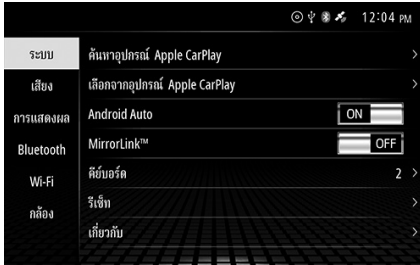 12:04 PM
ระบบ
เสียง
การแสดงผล
Bluetooth
Wi-Fi
กล้อง
ค้นหาอุปกรณ์ Apple CarPlay
เลือกจากอุปกรณ์ Apple CarPlay
Android Auto ON
MirrorLink™ OFF
คีย์บอร์ด 2
รีเซ็ท
เกี่ยวกับ